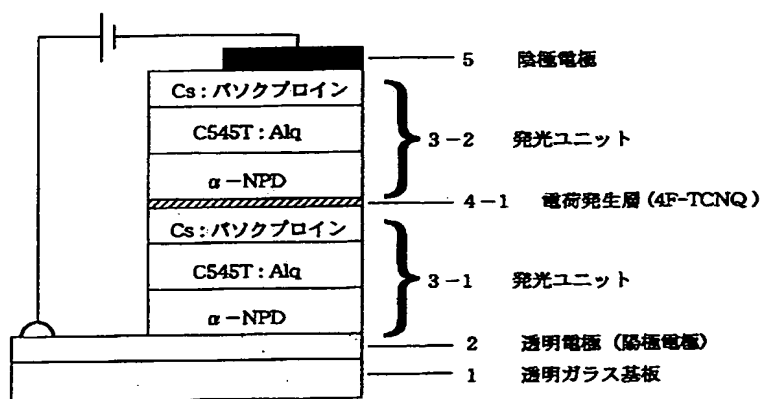 5 陰極電極
Cs:バソクプロイン
C545T:Alq
3-2 発光ユニット
α-NPD
4-1 電荷発生層(4F-TCNQ)
Cs:バソクプロイン
C545T:Alq
3-1 発光ユニット
α-NPD
2 透明電極(陽極電極)
1 透明ガラス基板